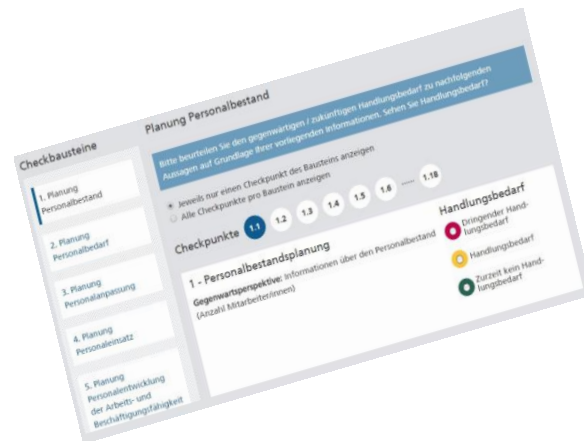 Checkbausteine
1. Planung
Personalbestand
2. Planung
Personalbedarf
3. Planung
Personalanpassung
4. Planung
Personaleinsatz
5. Planung
Personalentwicklung
der Arbeits- und
Beschäftigungsfähigkeit
Planung Personalbestand
Bitte beurteilen Sie den gegenwärtigen / zukünftigen Handlungsbedarf zu nachfolgenden
Aussagen auf Grundlage Ihrer vorliegenden Informationen. Sehen Sie Handlungsbedarf?
Jeweils nur einen Checkpunkt des Bausteins anzeigen
Alle Checkpunkte pro Baustein anzeigen
Checkpunkte 1.1 1.2 1.3 1.4 1.5 1.6 ---- 1.18
1 - Personalbestandsplanung
Gegenwartsperspektive: Informationen über den Personalbestand
(Anzahl Mitarbeiter/innen)
Handlungsbedarf
Dringender Hand-
lungsbedarf
Handlungsbedarf
Zurzeit kein Hand-
lungsbedarf